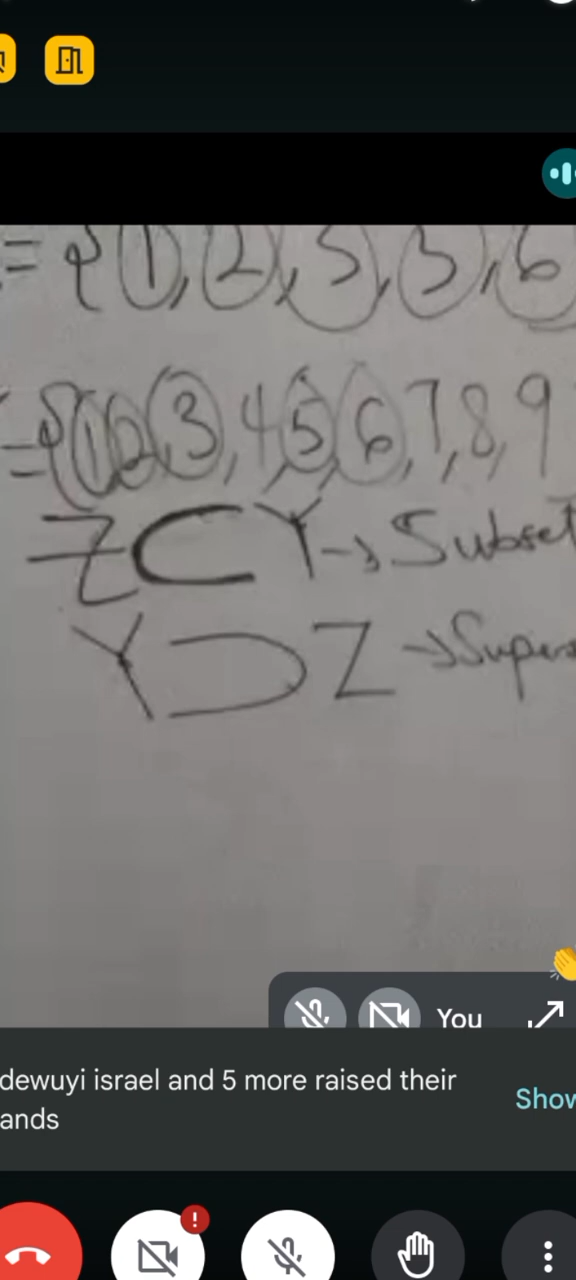 = {1, 2, 5, 3, 6
= {1, 2, 3, 4, 5, 6, 7, 8, 9
Z ⊂ Y → Subset
Y ⊃ Z → Supers
You
dewuyi israel and 5 more raised their
ands
Show